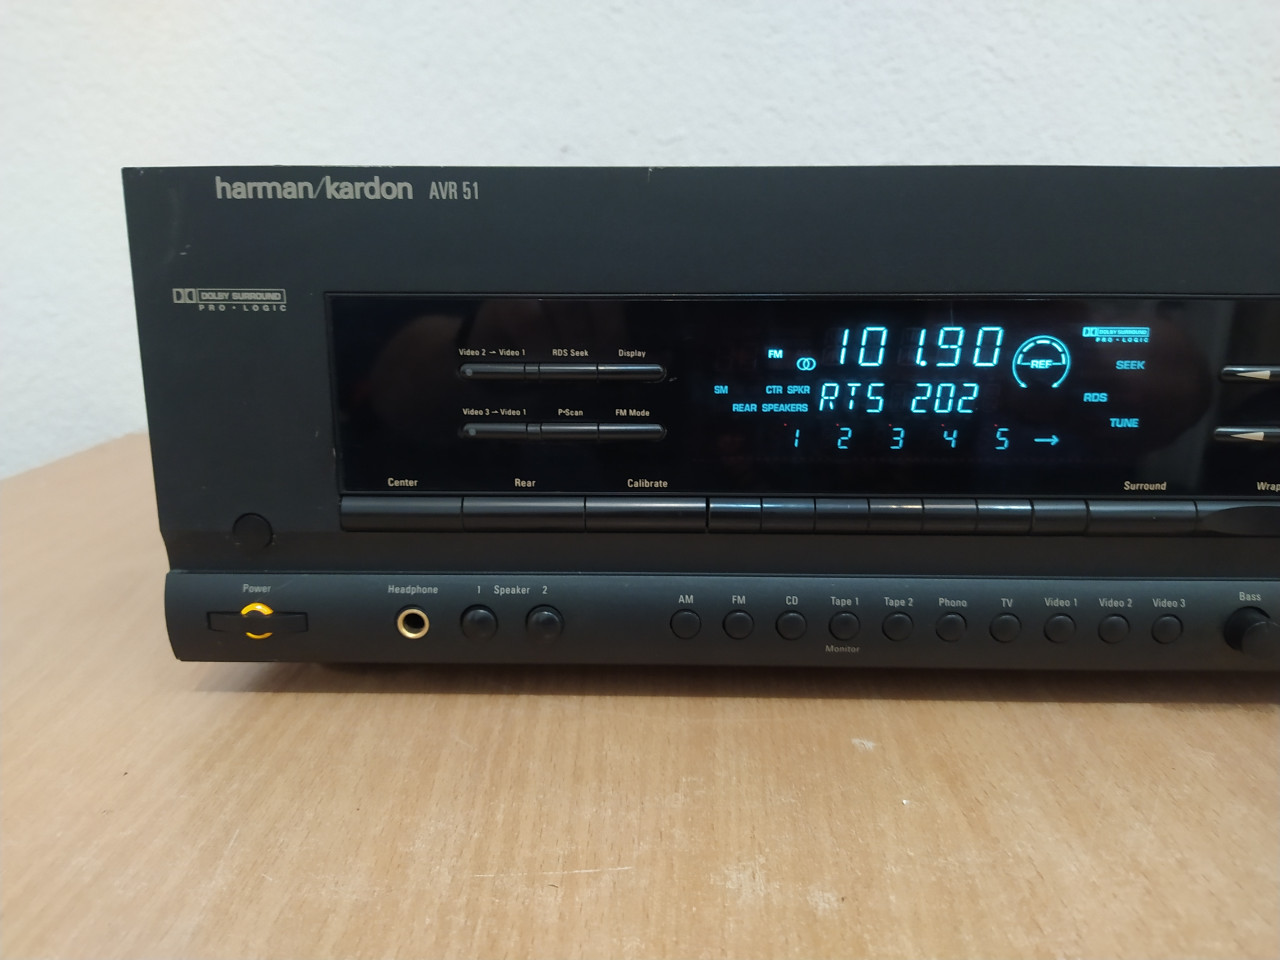 harman/kardon AVR 51
DOLBY SURROUND
PRO • LOGIC
Video 2 → Video 1 RDS Seek Display
Video 3 → Video 1 P•Scan FM Mode
FM 101.90
REF
DOLBY SURROUND
PRO • LOGIC
SEEK
SM CTR SPKR
REAR SPEAKERS
RTS 202
RDS
TUNE
1 2 3 4 5 →
Center Rear Calibrate Surround Wrap
Power
Headphone 1 Speaker 2
AM FM CD Tape 1 Tape 2 Phono TV Video 1 Video 2 Video 3 Bass
Monitor